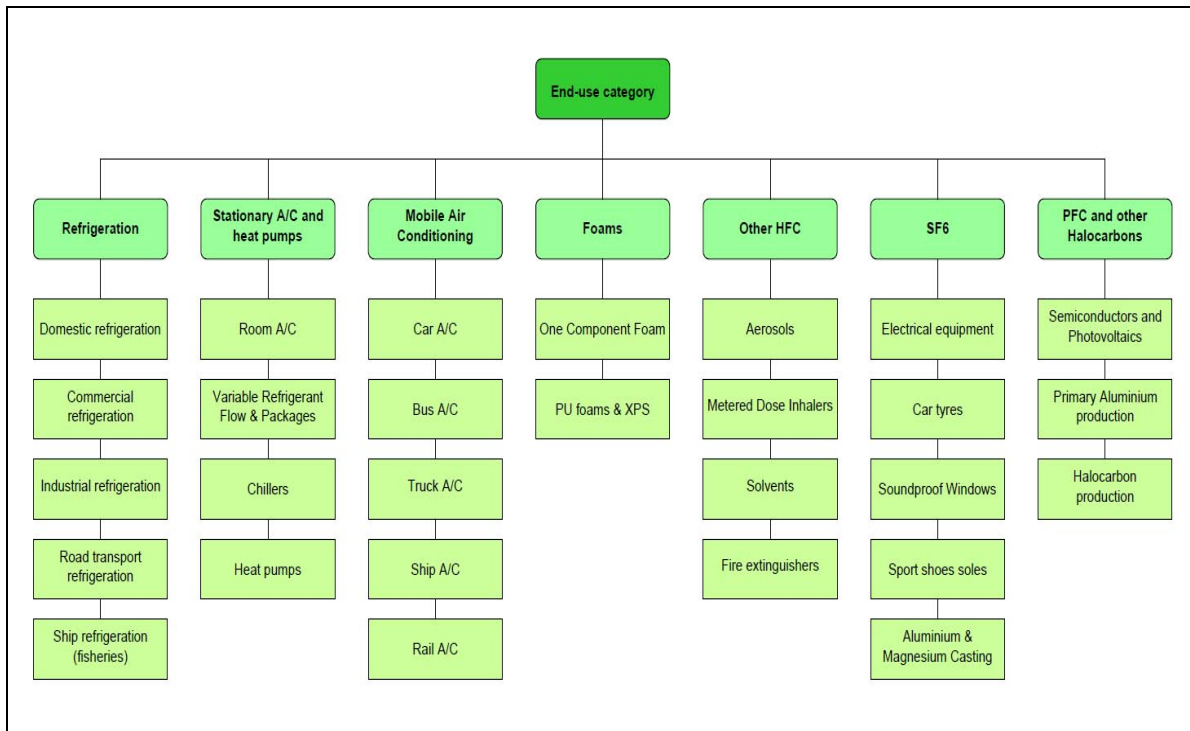 End-use category
Refrigeration
Stationary A/C and
heat pumps
Mobile Air
Conditioning
Foams
Other HFC
SF6
PFC and other
Halocarbons
Domestic refrigeration
Room A/C
Car A/C
One Component Foam
Aerosols
Electrical equipment
Semiconductors and
Photovoltaics
Commercial
refrigeration
Variable Refrigerant
Flow & Packages
Bus A/C
PU foams & XPS
Metered Dose Inhalers
Car tyres
Primary Aluminium
production
Industrial refrigeration
Chillers
Truck A/C
Solvents
Soundproof Windows
Halocarbon
production
Road transport
refrigeration
Heat pumps
Ship A/C
Fire extinguishers
Sport shoes soles
Ship refrigeration
(fisheries)
Rail A/C
Aluminium &
Magnesium Casting